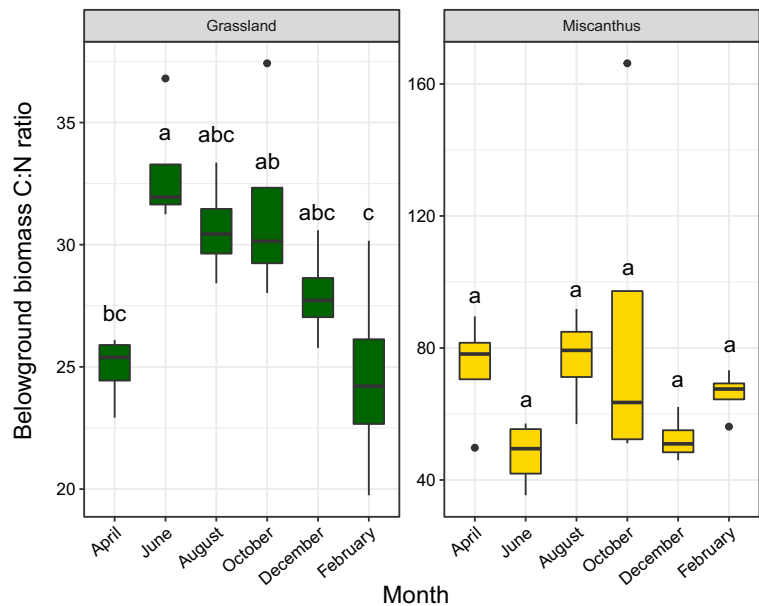 Grassland
Miscanthus
Belowground biomass C:N ratio
35
30
25
20
bc
a
abc
ab
abc
c
April
June
August
October
December
February
160
120
80
40
a
a
a
a
a
a
April
June
August
October
December
February
Month